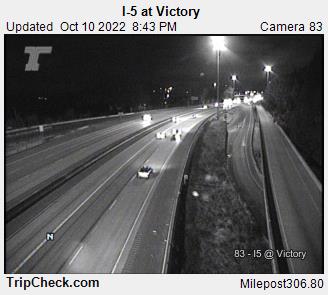 I-5 at Victory
Updated  Oct 10 2022  8:43 PM
Camera 83
T
N
83 - I5 @ Victory
TripCheck.com
Milepost306.80